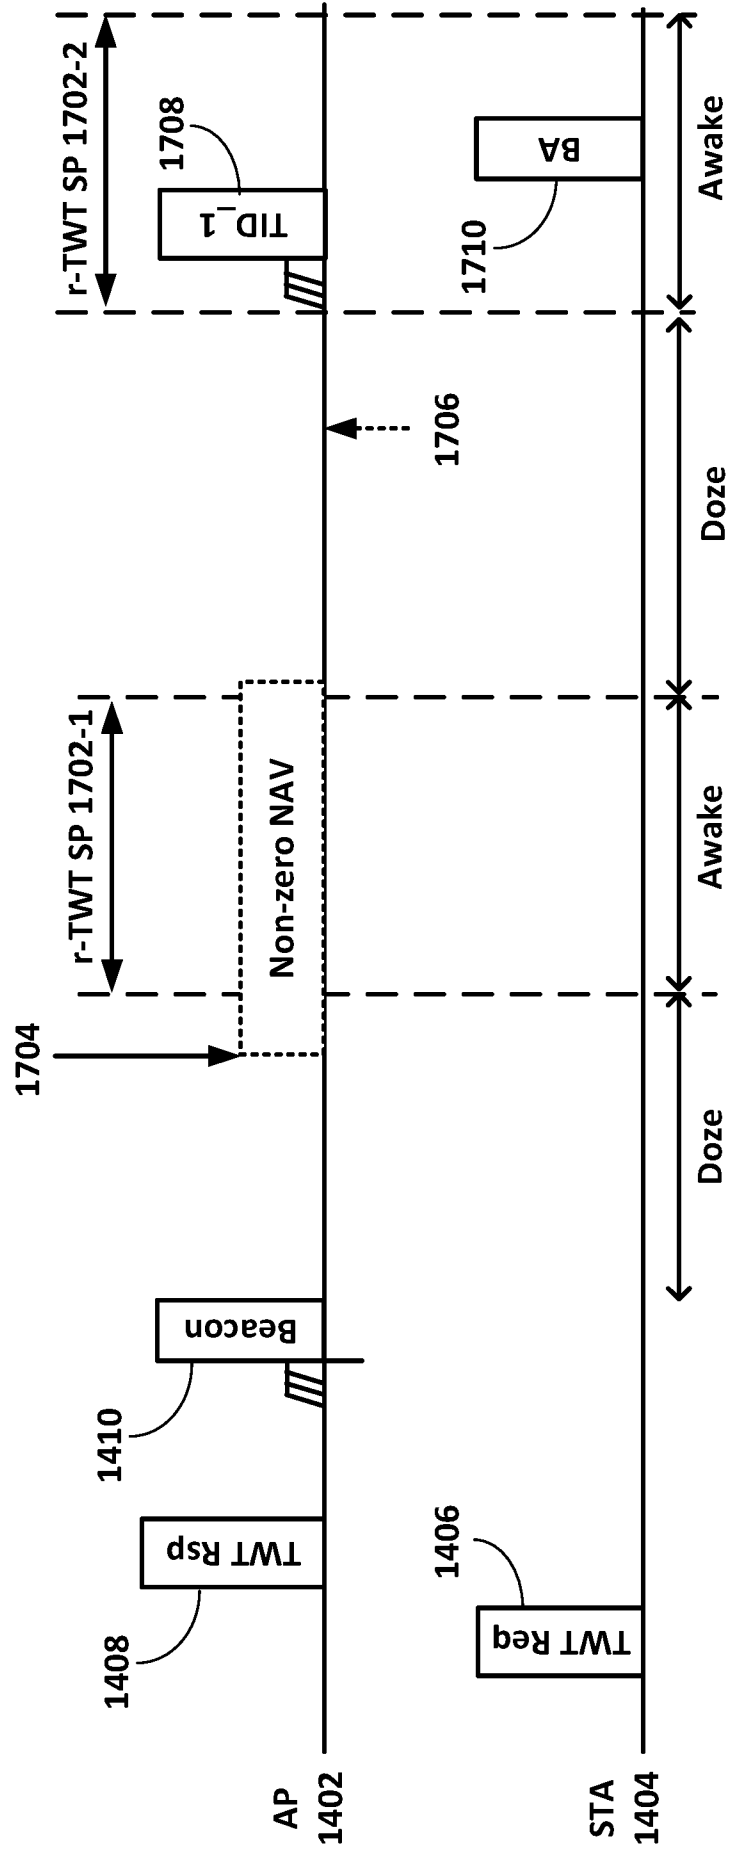 r-TWT SP 1702-1
r-TWT SP 1702-2
1704
1408
1410
1708
TWT Rsp
Beacon
Non-zero NAV
TID_1
AP
1402
1706
1406
1710
TWT Req
BA
STA
1404
Doze
Awake
Doze
Awake